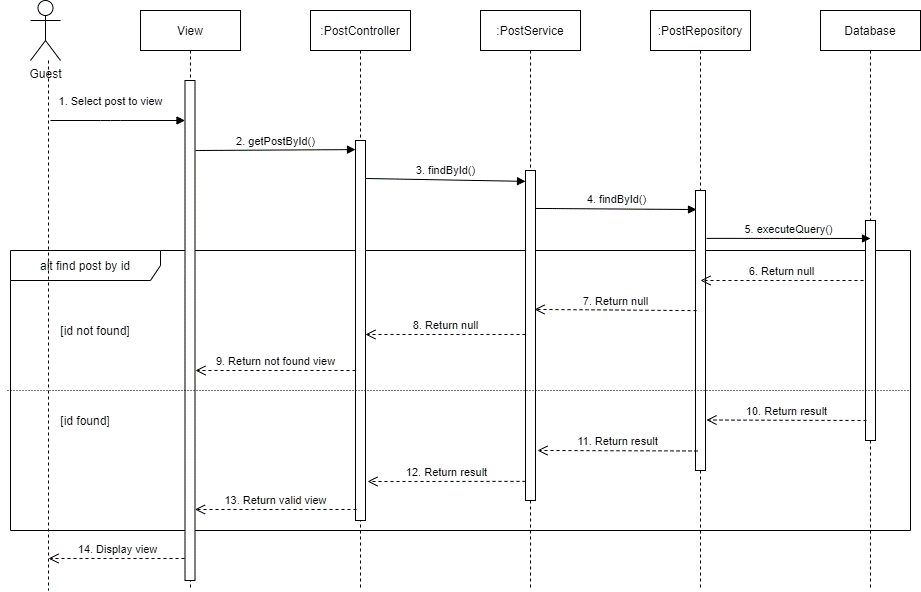 View
:PostController
:PostService
:PostRepository
Database
Guest
1. Select post to view
2. getPostById()
3. findById()
4. findById()
5. executeQuery()
alt find post by id
6. Return null
7. Return null
8. Return null
[id not found]
9. Return not found view
10. Return result
[id found]
11. Return result
12. Return result
13. Return valid view
14. Display view